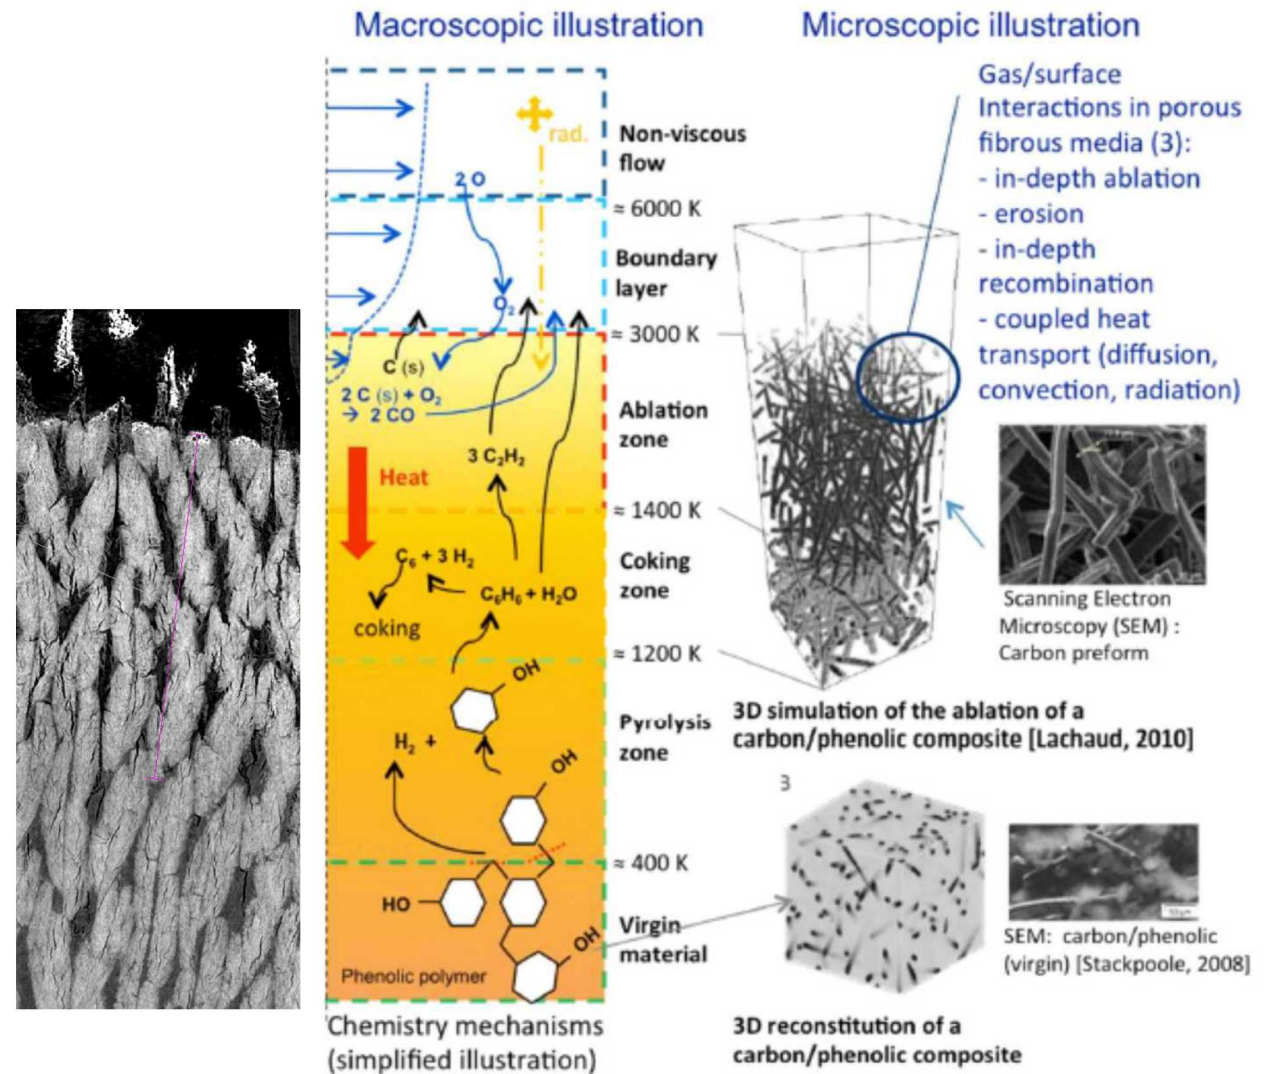 Macroscopic illustration
rad.
Non-viscous
flow
2 O
≈ 6000 K
Boundary
layer
O2
≈ 3000 K
C (s)
2 C (s) + O2
→ 2 CO
Ablation
zone
3 C2H2
Heat
≈ 1400 K
C6 + 3 H2
C6H6 + H2O
Coking
zone
coking
≈ 1200 K
OH
Pyrolysis
zone
H2 +
OH
≈ 400 K
HO
OH
Virgin
material
Phenolic polymer
Chemistry mechanisms
(simplified illustration)
Microscopic illustration
Gas/surface
Interactions in porous
fibrous media (3):
- in-depth ablation
- erosion
- in-depth
recombination
- coupled heat
transport (diffusion,
convection, radiation)
Scanning Electron
Microscopy (SEM) :
Carbon preform
3D simulation of the ablation of a
carbon/phenolic composite [Lachaud, 2010]
3
SEM: carbon/phenolic
(virgin) [Stackpoole, 2008]
3D reconstitution of a
carbon/phenolic composite